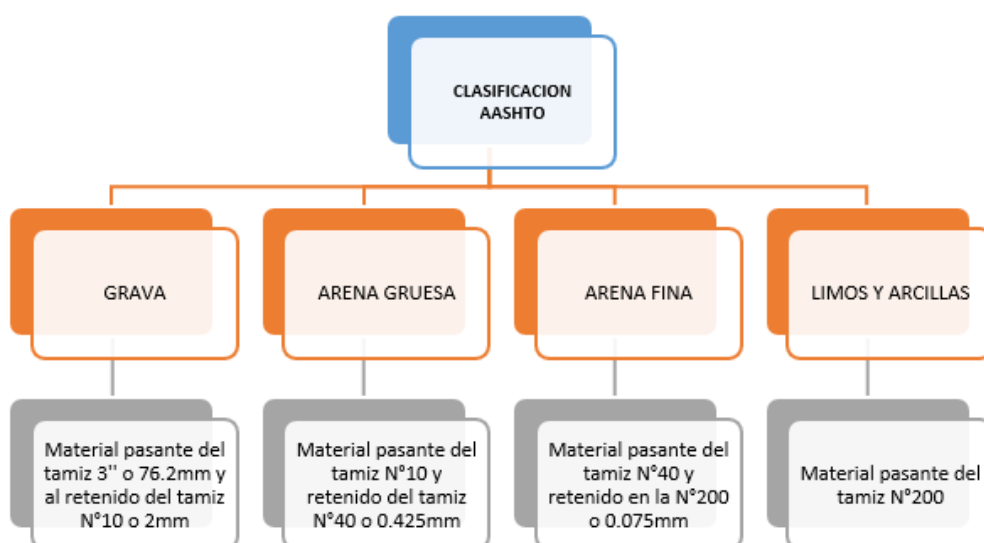 CLASIFICACION
AASHTO
GRAVA
ARENA GRUESA
ARENA FINA
LIMOS Y ARCILLAS
Material pasante del
tamiz 3'' o 76.2mm y
al retenido del tamiz
N°10 o 2mm
Material pasante del
tamiz N°10 y
retenido del tamiz
N°40 o 0.425mm
Material pasante del
tamiz N°40 y
retenido en la N°200
o 0.075mm
Material pasante del
tamiz N°200